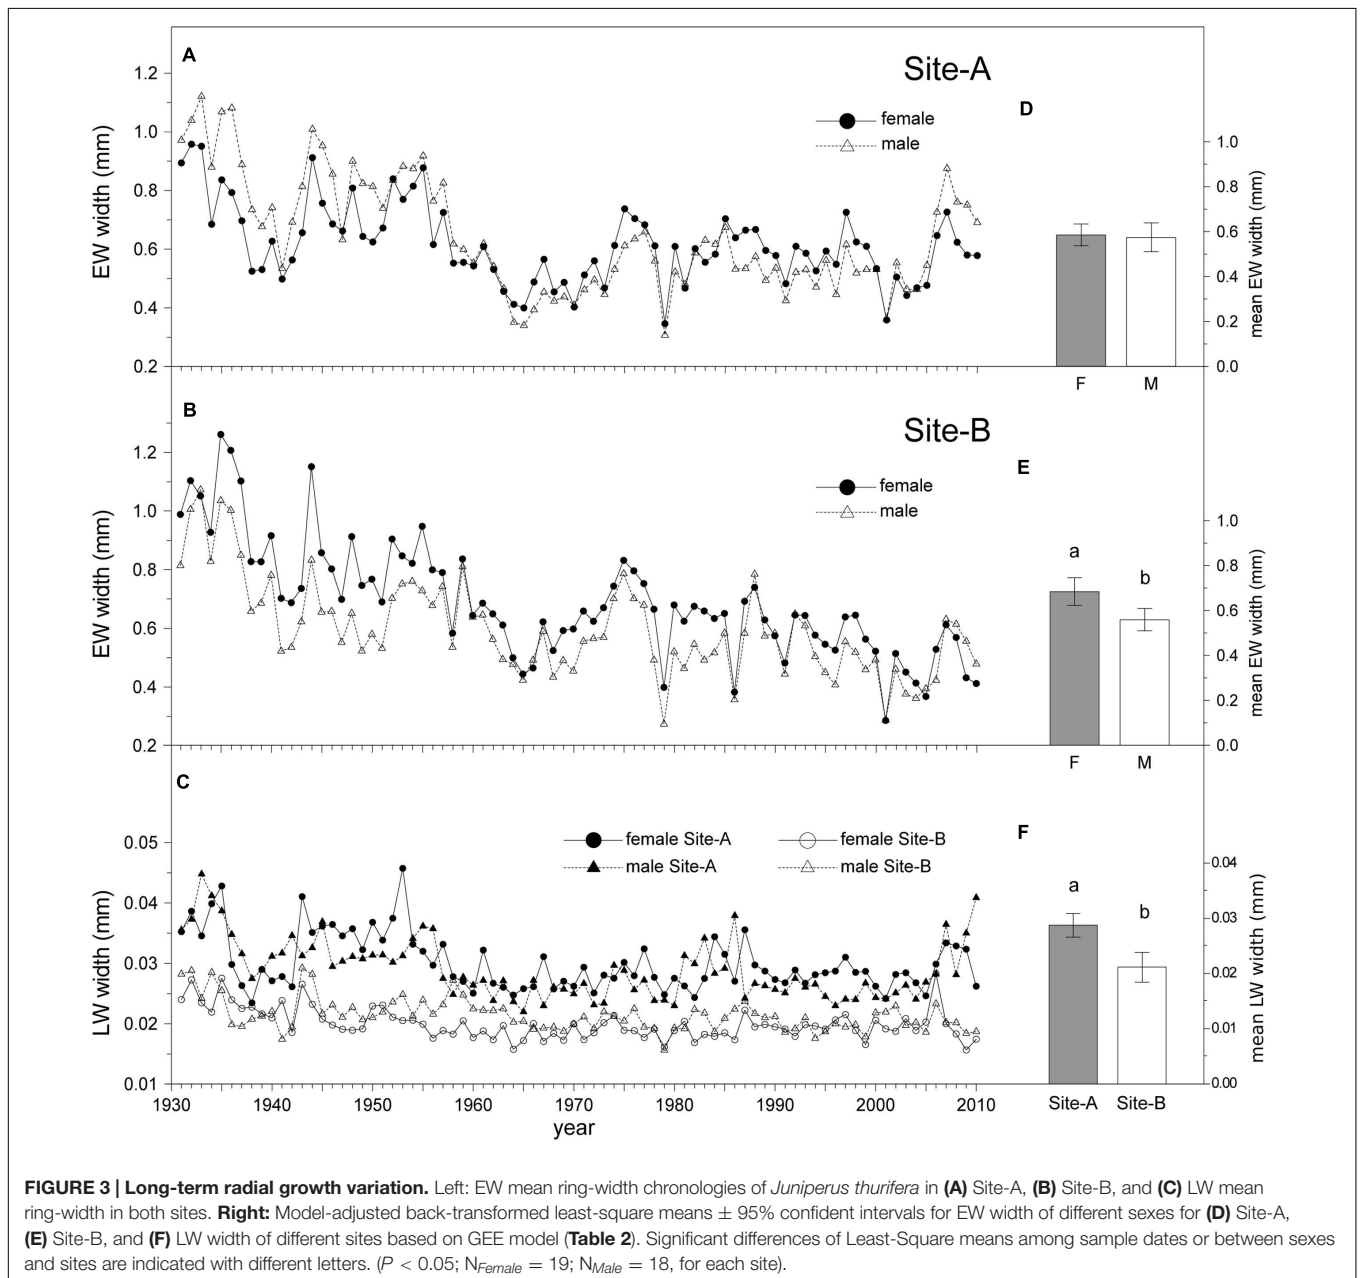 A
Site-A
female
male
1.2
1.0
0.8
0.6
0.4
0.2
EW width (mm)
D
1.0
0.8
0.6
0.4
0.2
0.0
mean EW width (mm)
F M
B
Site-B
female
male
1.2
1.0
0.8
0.6
0.4
0.2
EW width (mm)
E
a
b
1.0
0.8
0.6
0.4
0.2
0.0
mean EW width (mm)
F M
C
female Site-A female Site-B
male Site-A male Site-B
0.05
0.04
0.03
0.02
0.01
LW width (mm)
1930 1940 1950 1960 1970 1980 1990 2000 2010
year
F
a
b
0.04
0.03
0.02
0.01
0.00
mean LW width (mm)
Site-A Site-B
FIGURE 3 | Long-term radial growth variation. Left: EW mean ring-width chronologies of Juniperus thurifera in (A) Site-A, (B) Site-B, and (C) LW mean
ring-width in both sites. Right: Model-adjusted back-transformed least-square means ± 95% confident intervals for EW width of different sexes for (D) Site-A,
(E) Site-B, and (F) LW width of different sites based on GEE model (Table 2). Significant differences of Least-Square means among sample dates or between sexes
and sites are indicated with different letters. (P < 0.05; NFemale = 19; NMale = 18, for each site).